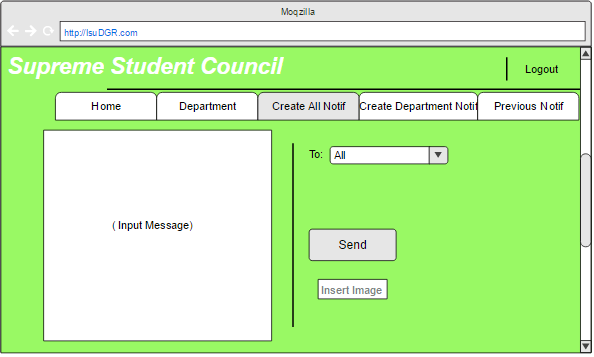 Moqzilla
http://lsuDGR.com
Supreme Student Council
Logout
Home
Department
Create All Notif
Create Department Notif
Previous Notif
To:
All
( Input Message)
Send
Insert Image